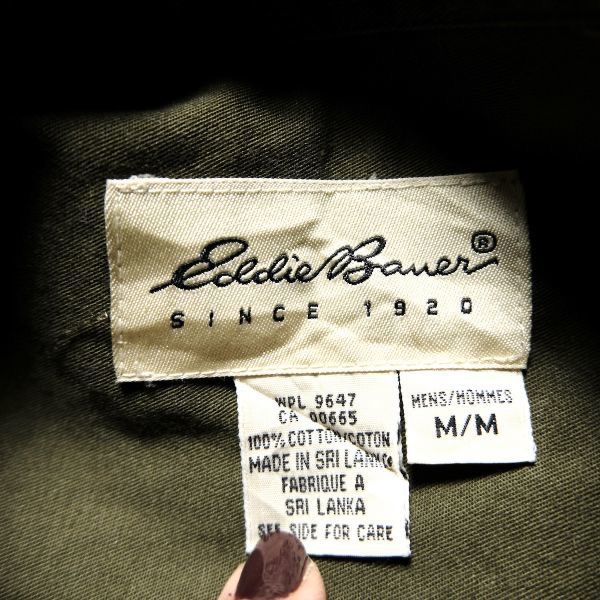 Eddie Bauer®
SINCE 1920
WPL 9647
CA 00665
100% COTTON/COTON
MADE IN SRI LANKA
FABRIQUE A
SRI LANKA
SEE SIDE FOR CARE
MENS/HOMMES
M/M